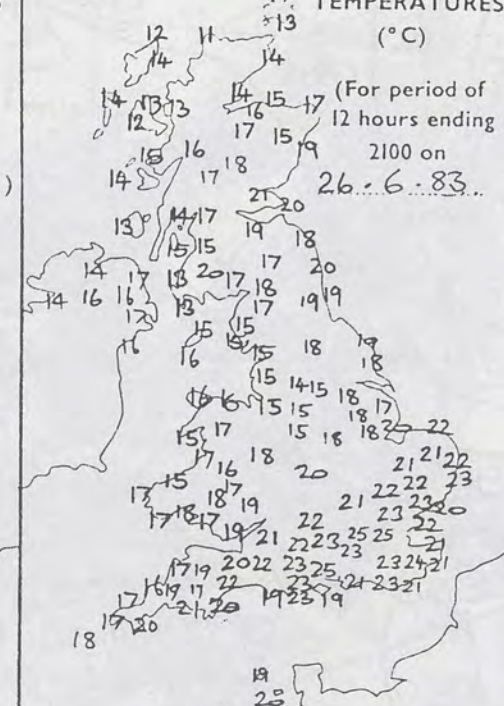 TEMPERATURES
13
(°C)
12 11
14 14
(For period of
14 13 13 14 15 17
12 16
12 hours ending
17 15 19
2100 on
16 18
14 17
26.6.83
)
21 20
13 14 17 19 18
15 15
14 17 13 20 17 17 20
14 16 16 18 19 19
17 13 17
16 15 15
16 15 18 19
18
15 14 15 18
16 16 15 15 18 17
15 17 15 18 18 22
17 16 18 20 21 21 22
15 17 22 23
17 18 19 21 23 20
17 18 17 22 23 22
19 21 22 23 25 25 21
23
17 19 20 22 23 25 23 24 21
16 19 17 22 23 21 23 21
17 21 20 19 23 19
18 19 20
19
20